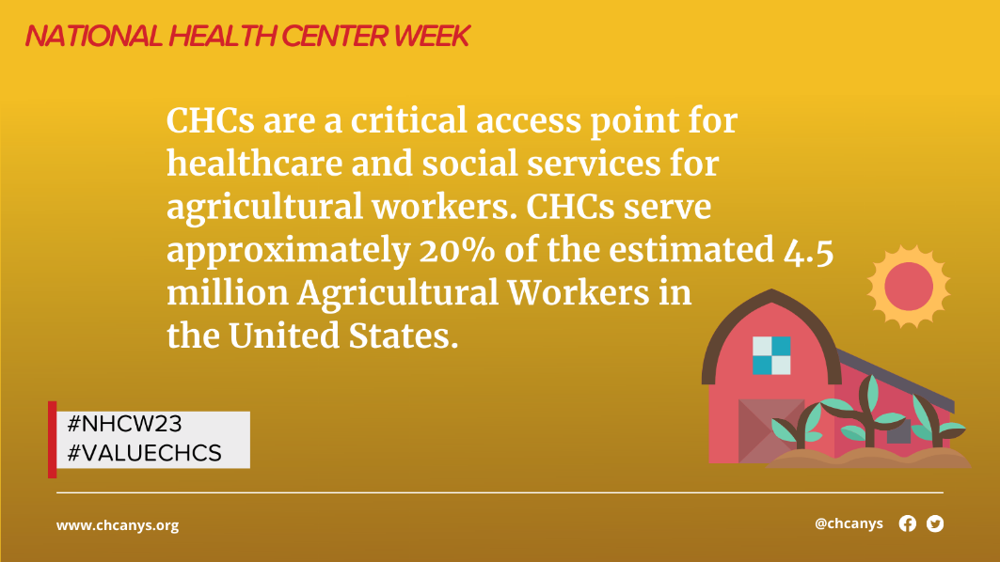 NATIONAL HEALTH CENTER WEEK
CHCs are a critical access point for
healthcare and social services for
agricultural workers. CHCs serve
approximately 20% of the estimated 4.5
million Agricultural Workers in
the United States.
#NHCW23
#VALUECHCS
www.chcanys.org
@chcanys